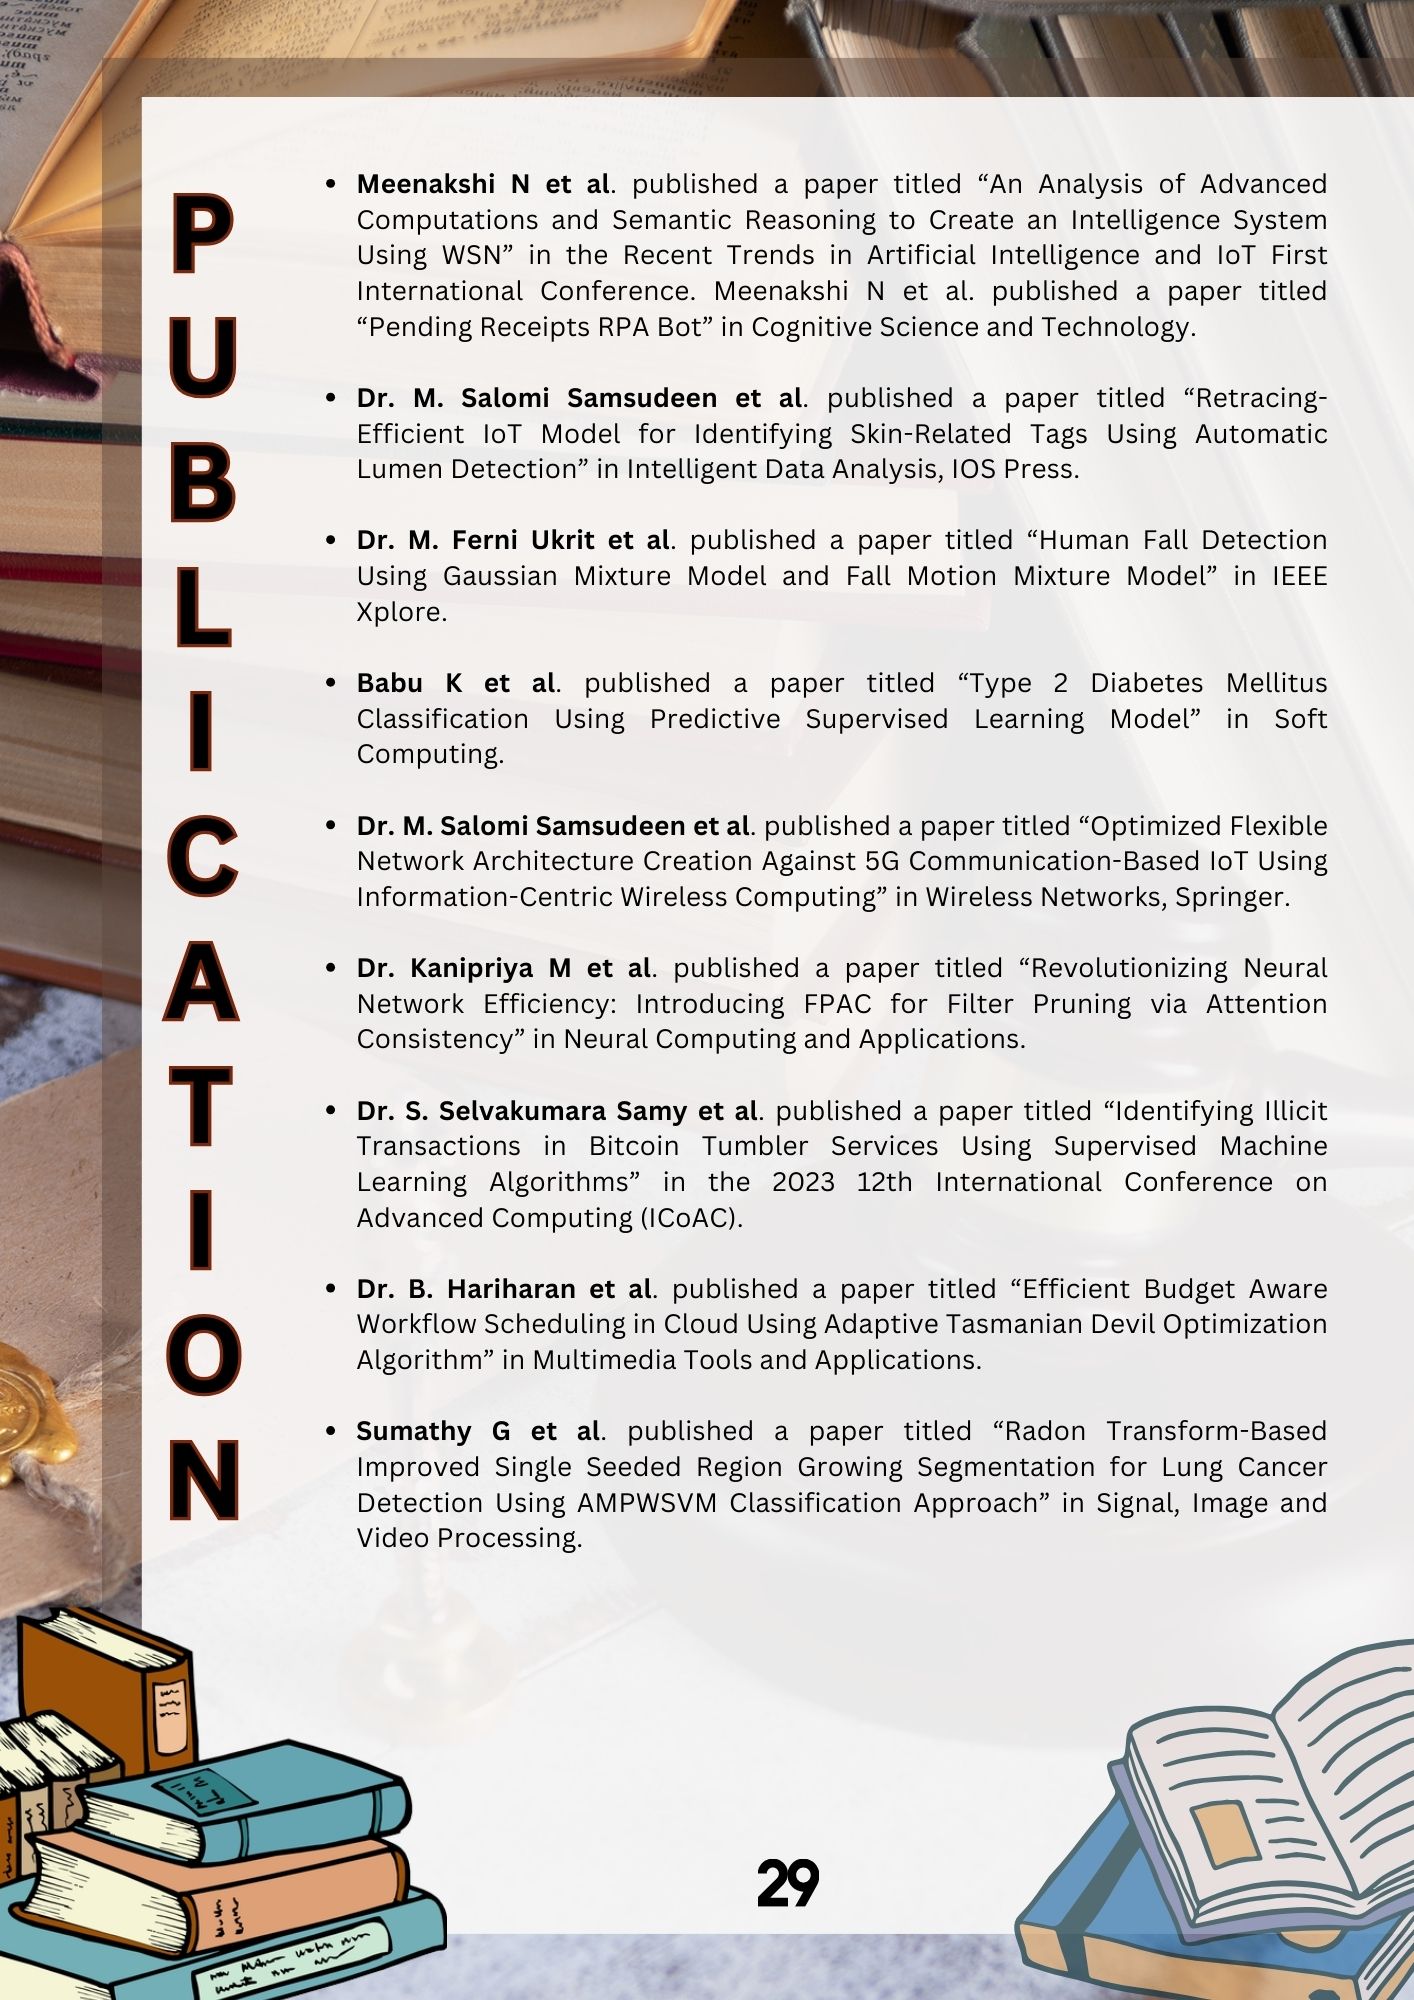 PUBLICATION
• Meenakshi N et al. published a paper titled “An Analysis of Advanced
Computations and Semantic Reasoning to Create an Intelligence System
Using WSN” in the Recent Trends in Artificial Intelligence and IoT First
International Conference. Meenakshi N et al. published a paper titled
“Pending Receipts RPA Bot” in Cognitive Science and Technology.
• Dr. M. Salomi Samsudeen et al. published a paper titled “Retracing-
Efficient IoT Model for Identifying Skin-Related Tags Using Automatic
Lumen Detection” in Intelligent Data Analysis, IOS Press.
• Dr. M. Ferni Ukrit et al. published a paper titled “Human Fall Detection
Using Gaussian Mixture Model and Fall Motion Mixture Model” in IEEE
Xplore.
• Babu K et al. published a paper titled “Type 2 Diabetes Mellitus
Classification Using Predictive Supervised Learning Model” in Soft
Computing.
• Dr. M. Salomi Samsudeen et al. published a paper titled “Optimized Flexible
Network Architecture Creation Against 5G Communication-Based IoT Using
Information-Centric Wireless Computing” in Wireless Networks, Springer.
• Dr. Kanipriya M et al. published a paper titled “Revolutionizing Neural
Network Efficiency: Introducing FPAC for Filter Pruning via Attention
Consistency” in Neural Computing and Applications.
• Dr. S. Selvakumara Samy et al. published a paper titled “Identifying Illicit
Transactions in Bitcoin Tumbler Services Using Supervised Machine
Learning Algorithms” in the 2023 12th International Conference on
Advanced Computing (ICoAC).
• Dr. B. Hariharan et al. published a paper titled “Efficient Budget Aware
Workflow Scheduling in Cloud Using Adaptive Tasmanian Devil Optimization
Algorithm” in Multimedia Tools and Applications.
• Sumathy G et al. published a paper titled “Radon Transform-Based
Improved Single Seeded Region Growing Segmentation for Lung Cancer
Detection Using AMPWSVM Classification Approach” in Signal, Image and
Video Processing.
29